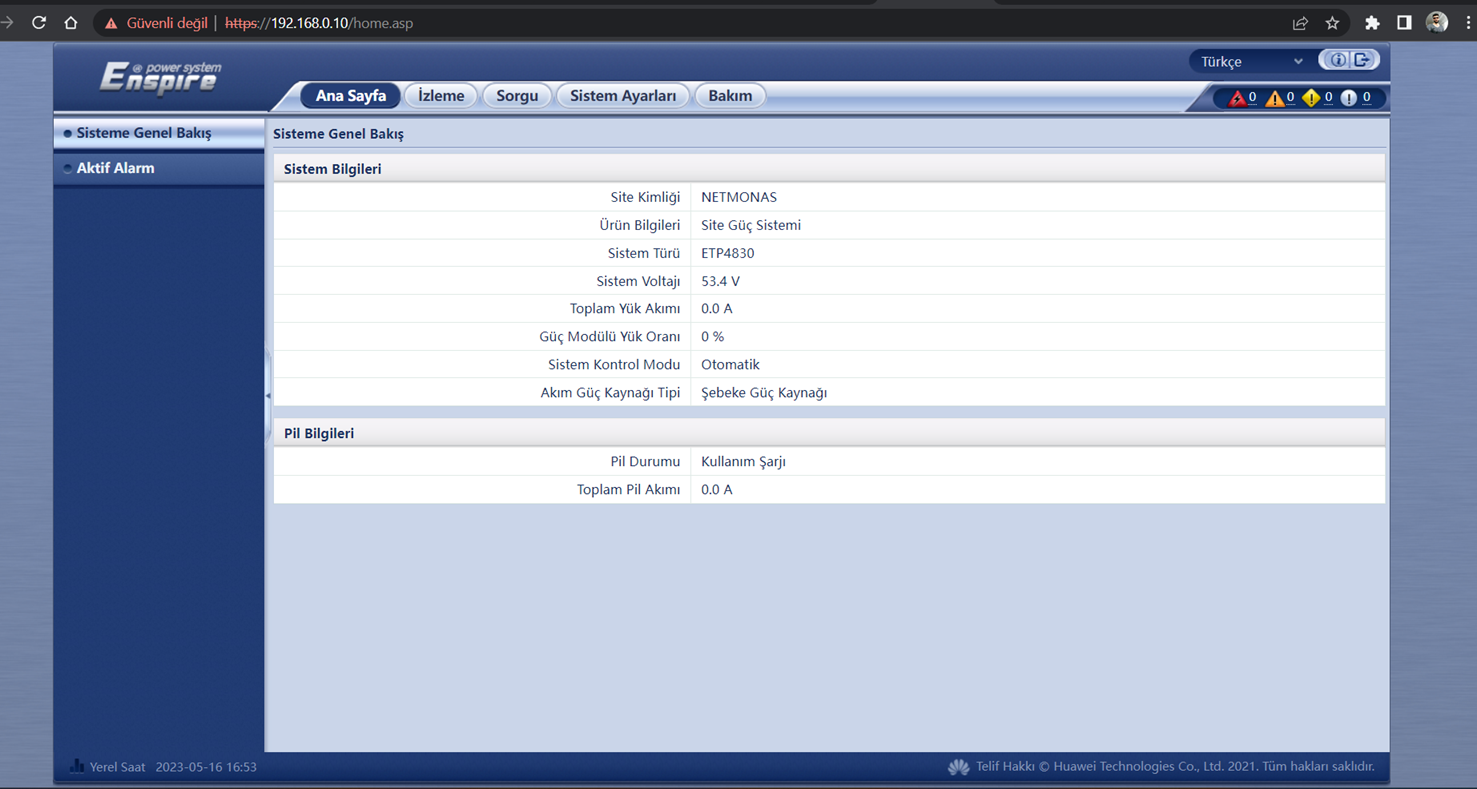 Güvenli değil | https://192.168.0.10/home.asp
Enspire power system
Türkçe
Ana Sayfa İzleme Sorgu Sistem Ayarları Bakım
0 0 0 0
Sisteme Genel Bakış
Aktif Alarm
Sisteme Genel Bakış
Sistem Bilgileri
Site Kimliği NETMONAS
Ürün Bilgileri Site Güç Sistemi
Sistem Türü ETP4830
Sistem Voltajı 53.4 V
Toplam Yük Akımı 0.0 A
Güç Modülü Yük Oranı 0 %
Sistem Kontrol Modu Otomatik
Akım Güç Kaynağı Tipi Şebeke Güç Kaynağı
Pil Bilgileri
Pil Durumu Kullanım Şarjı
Toplam Pil Akımı 0.0 A
Yerel Saat 2023-05-16 16:53
Telif Hakkı © Huawei Technologies Co., Ltd. 2021. Tüm hakları saklıdır.